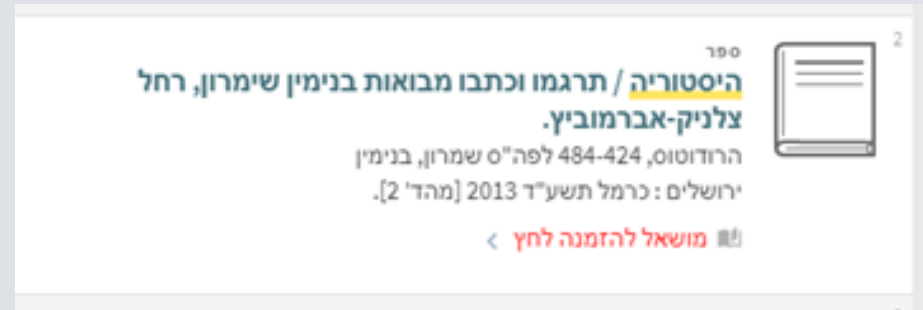 2
ספר
היסטוריה / תרגמו וכתבו מבואות בנימין שימרון, רחל
צלניק-אברמוביץ.
הרודוטוס, 484-424 לפה"ס שמרון, בנימין
ירושלים : כרמל תשע"ד 2013 [מהד' 2].
מושאל להזמנה לחץ >